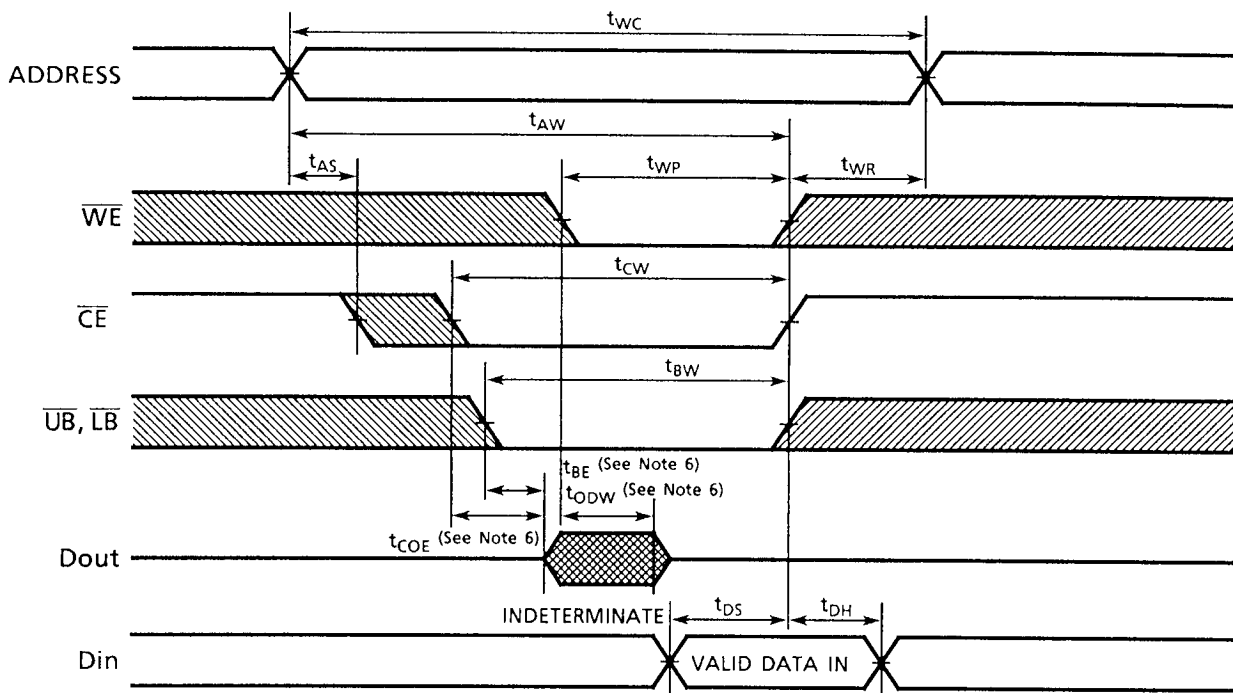 tWC
ADDRESS
tAW
tAS
tWP
tWR
WE
tCW
CE
tBW
UB, LB
tBE (See Note 6)
tODW (See Note 6)
tCOE (See Note 6)
Dout
INDETERMINATE
tDS
tDH
Din
VALID DATA IN